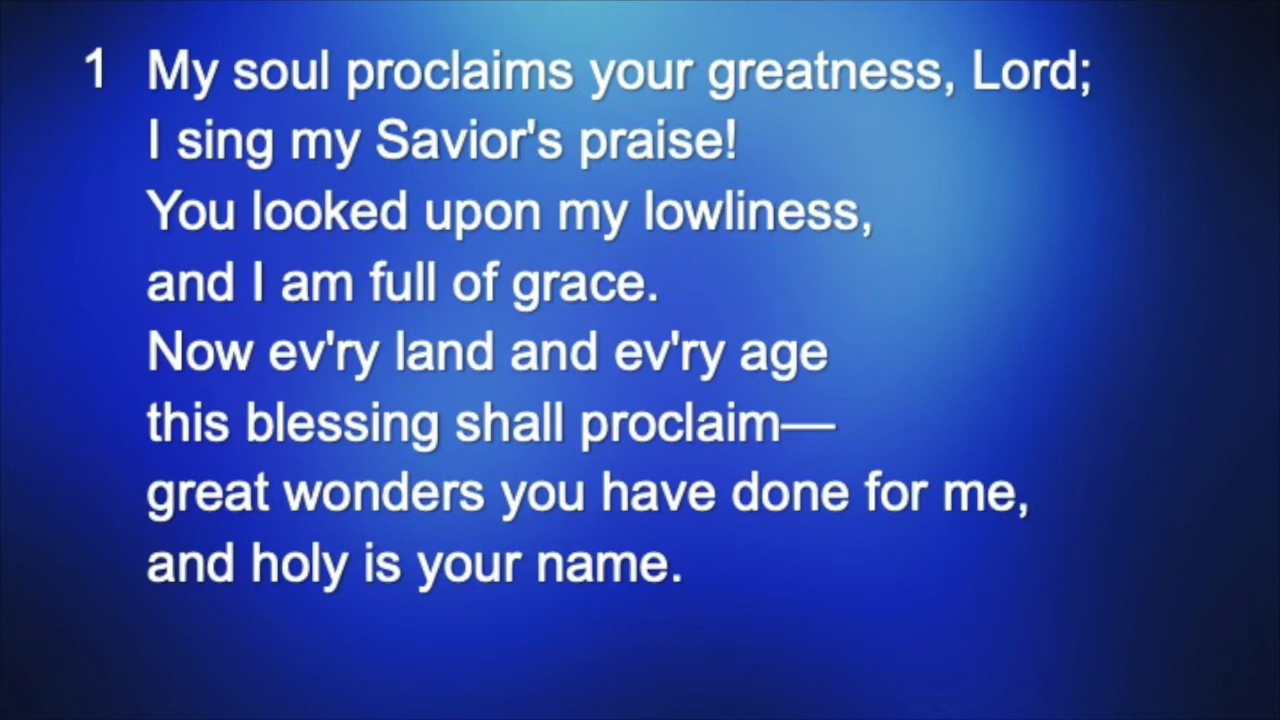 1 My soul proclaims your greatness, Lord;
I sing my Savior's praise!
You looked upon my lowliness,
and I am full of grace.
Now ev'ry land and ev'ry age
this blessing shall proclaim—
great wonders you have done for me,
and holy is your name.